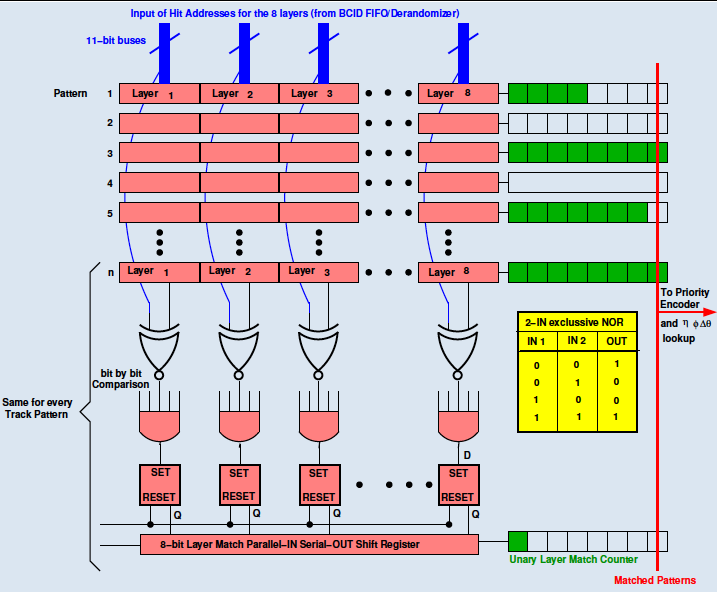 Input of Hit Addresses for the 8 layers (from BCID FIFO/Derandomizer)
11-bit buses
Pattern 1 Layer 1 Layer 2 Layer 3 Layer 8
2
3
4
5
n Layer 1 Layer 2 Layer 3 Layer 8
To Priority
Encoder
and η ϕ Δθ
lookup
2-IN exclussive NOR
IN 1 IN 2 OUT
0 0 1
0 1 0
1 0 0
1 1 1
bit by bit
Comparison
Same for every
Track Pattern
D
SET SET SET SET
RESET RESET RESET RESET
Q Q Q Q
8-bit Layer Match Parallel-IN Serial-OUT Shift Register
Unary Layer Match Counter
Matched Patterns